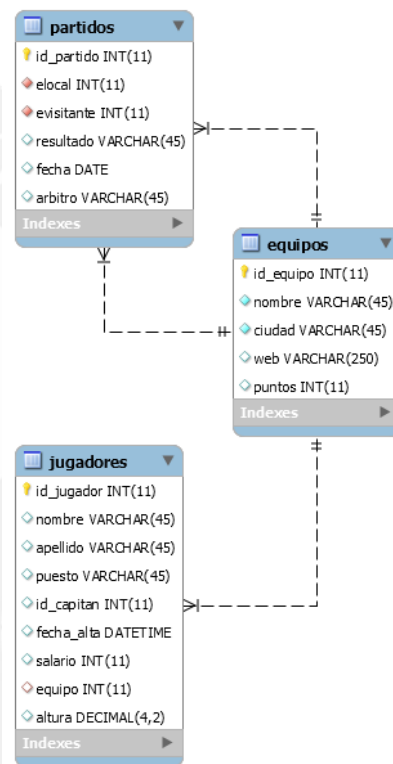 partidos
id_partido INT(11)
elocal INT(11)
evisitante INT(11)
resultado VARCHAR(45)
fecha DATE
arbitro VARCHAR(45)
Indexes
equipos
id_equipo INT(11)
nombre VARCHAR(45)
ciudad VARCHAR(45)
web VARCHAR(250)
puntos INT(11)
Indexes
jugadores
id_jugador INT(11)
nombre VARCHAR(45)
apellido VARCHAR(45)
puesto VARCHAR(45)
id_capitan INT(11)
fecha_alta DATETIME
salario INT(11)
equipo INT(11)
altura DECIMAL(4,2)
Indexes